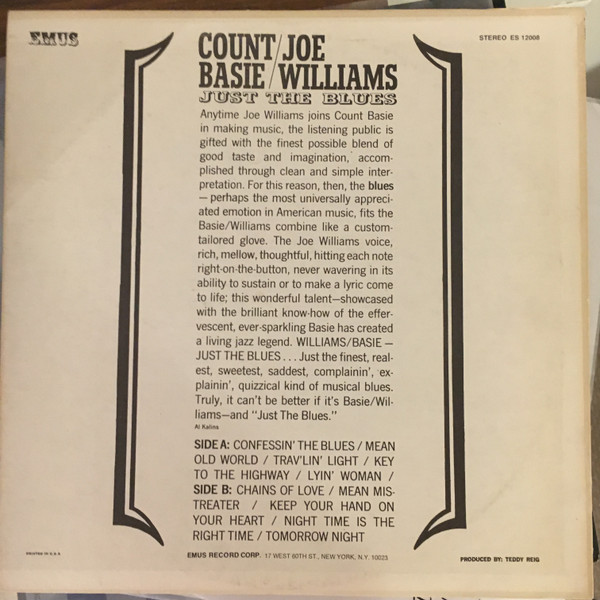 EMUS
STEREO ES 12008
COUNT/JOE
BASIE/WILLIAMS
JUST THE BLUES
Anytime Joe Williams joins Count Basie
in making music, the listening public is
gifted with the finest possible blend of
good taste and imagination, accom-
plished through clean and simple inter-
pretation. For this reason, then, the blues
— perhaps the most universally appreci-
ated emotion in American music, fits the
Basie/Williams combine like a custom-
tailored glove. The Joe Williams voice,
rich, mellow, thoughtful, hitting each note
right-on-the-button, never wavering in its
ability to sustain or to make a lyric come
to life; this wonderful talent—showcased
with the brilliant know-how of the effer-
vescent, ever-sparkling Basie has created
a living jazz legend. WILLIAMS/BASIE —
JUST THE BLUES . . . Just the finest, real-
est, sweetest, saddest, complainin', ex-
plainin', quizzical kind of musical blues.
Truly, it can't be better if it's Basie/Wil-
liams—and "Just The Blues."
Al Kalins
SIDE A: CONFESSIN' THE BLUES / MEAN
OLD WORLD / TRAV'LIN' LIGHT / KEY
TO THE HIGHWAY / LYIN' WOMAN /
SIDE B: CHAINS OF LOVE / MEAN MIS-
TREATER / KEEP YOUR HAND ON
YOUR HEART / NIGHT TIME IS THE
RIGHT TIME / TOMORROW NIGHT
EMUS RECORD CORP. 17 WEST 60TH ST., NEW YORK, N.Y. 10023
PRODUCED BY: TEDDY REIG